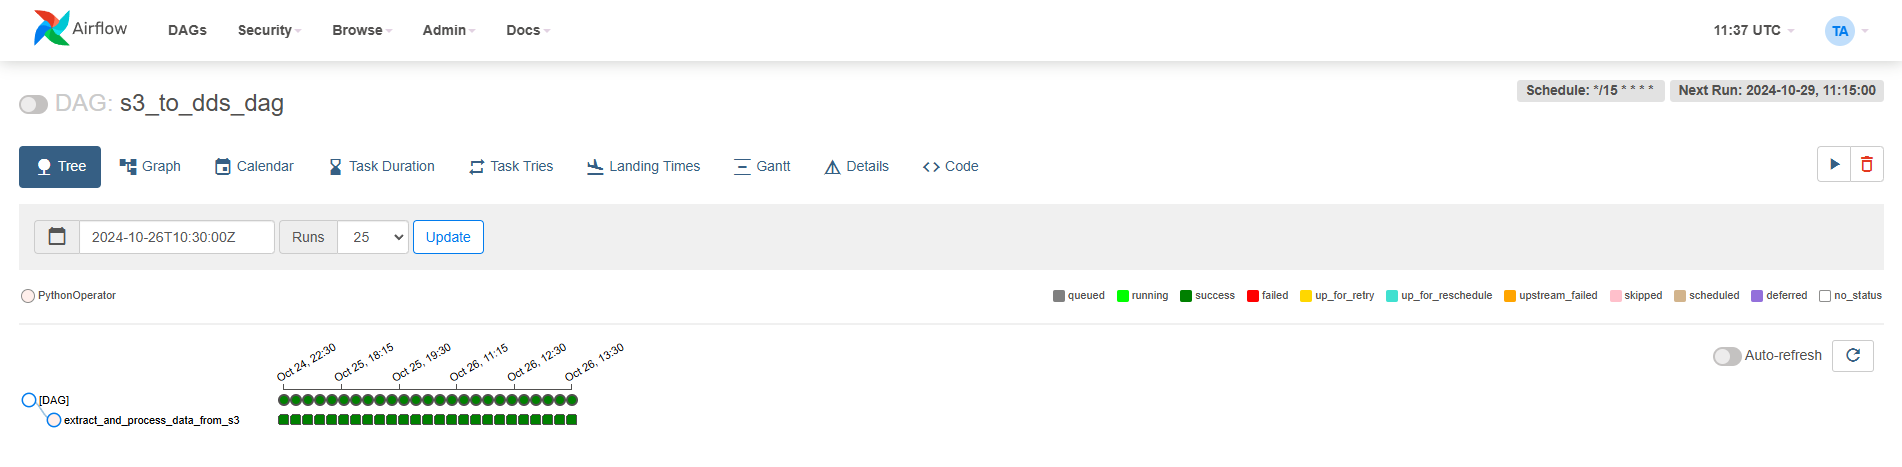 Airflow DAGs Security Browse Admin Docs 11:37 UTC TA
DAG: s3_to_dds_dag Schedule: */15 * * * * Next Run: 2024-10-29, 11:15:00
Tree Graph Calendar Task Duration Task Tries Landing Times Gantt Details Code
2024-10-26T10:30:00Z Runs 25 Update
PythonOperator queued running success failed up_for_retry up_for_reschedule upstream_failed skipped scheduled deferred no_status
Oct 24, 22:30 Oct 25, 18:15 Oct 25, 19:30 Oct 26, 11:15 Oct 26, 12:30 Oct 26, 13:30 Auto-refresh
[DAG]
extract_and_process_data_from_s3